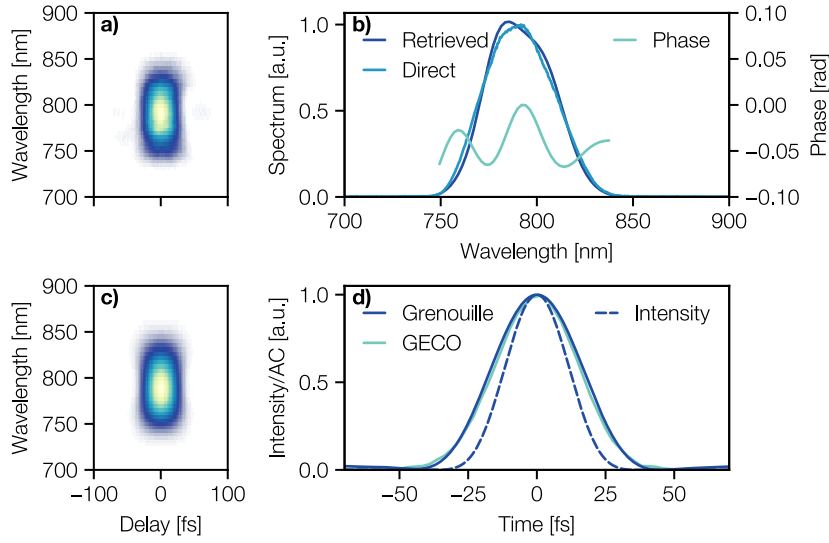 a)
Wavelength [nm]
900
850
800
750
700
b)
Retrieved
Direct
Phase
Spectrum [a.u.]
1.0
0.5
0.0
Phase [rad]
0.10
0.05
0.00
−0.05
−0.10
700
750
800
850
900
Wavelength [nm]
c)
Wavelength [nm]
900
850
800
750
700
−100
0
100
Delay [fs]
d)
Grenouille
GECO
Intensity
Intensity/AC [a.u.]
1.0
0.5
0.0
−50
−25
0
25
50
Time [fs]